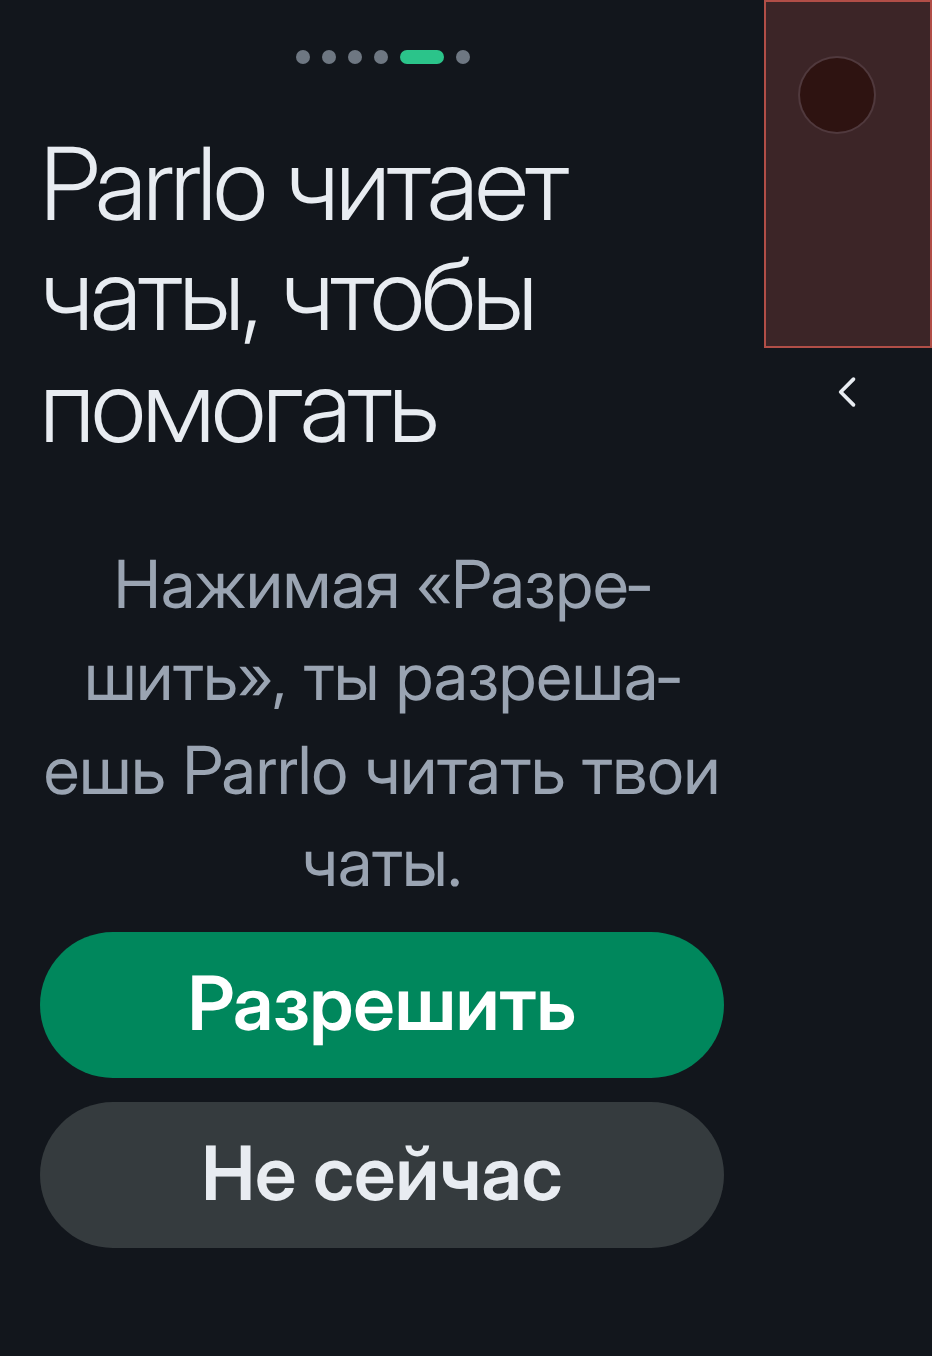 Parrlo читает
чаты, чтобы
помогать
Нажимая «Разре-
шить», ты разреша-
ешь Parrlo читать твои
чаты.
Разрешить
Не сейчас